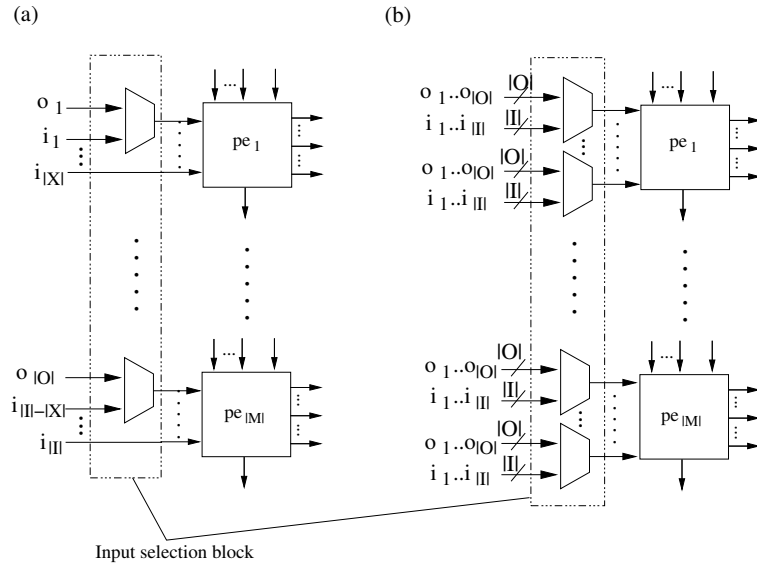 (a)
o 1
i 1
i |X|
...
pe 1
o |O|
i |I|−|X|
i |I|
...
pe |M|
(b)
o 1..o|O| |O|
i 1..i |I| |I|
o 1..o|O| |O|
i 1..i |I| |I|
...
pe 1
o 1..o|O| |O|
i 1..i |I| |I|
o 1..o|O| |O|
i 1..i |I| |I|
...
pe |M|
Input selection block